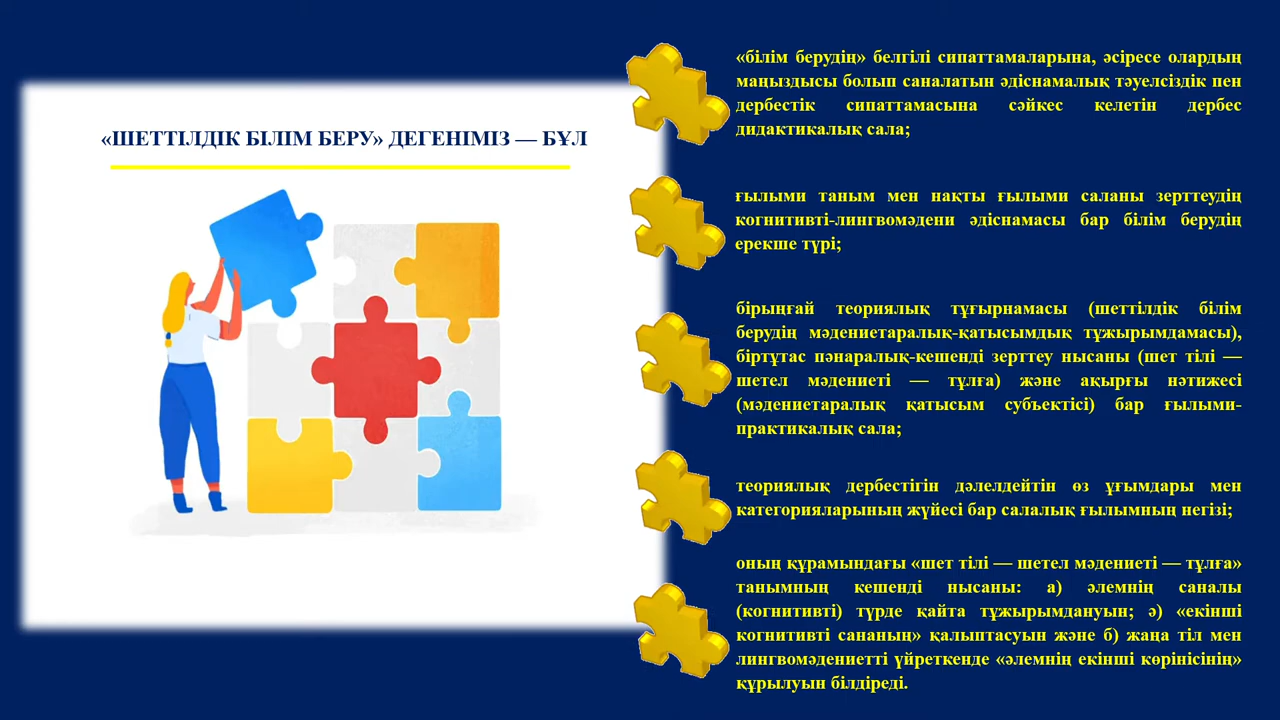 «ШЕТТІЛДІК БІЛІМ БЕРУ» ДЕГЕНІМІЗ — БҰЛ
«білім берудің» белгілі сипаттамаларына, әсіресе олардың
маңыздысы болып саналатын әдіснамалық тәуелсіздік пен
дербестік сипаттамасына сәйкес келетін дербес
дидактикалық сала;
ғылыми таным мен нақты ғылыми саланы зерттеудің
когнитивті-лингвомәдени әдіснамасы бар білім берудің
ерекше түрі;
бірыңғай теориялық тұғырнамасы (шеттілдік білім
берудің мәдениетаралық-қатысымдық тұжырымдамасы),
біртұтас пәнаралық-кешенді зерттеу нысаны (шет тілі —
шетел мәдениеті — тұлға) және ақырғы нәтижесі
(мәдениетаралық қатысым субъектісі) бар ғылыми-
практикалық сала;
теориялық дербестігін дәлелдейтін өз ұғымдары мен
категорияларының жүйесі бар салалық ғылымның негізі;
оның құрамындағы «шет тілі — шетел мәдениеті — тұлға»
танымның кешенді нысаны: а) әлемнің саналы
(когнитивті) түрде қайта тұжырымдануын; ә) «екінші
когнитивті сананың» қалыптасуын және б) жаңа тіл мен
лингвомәдениетті үйреткенде «әлемнің екінші көрінісінің»
құрылуын білдіреді.